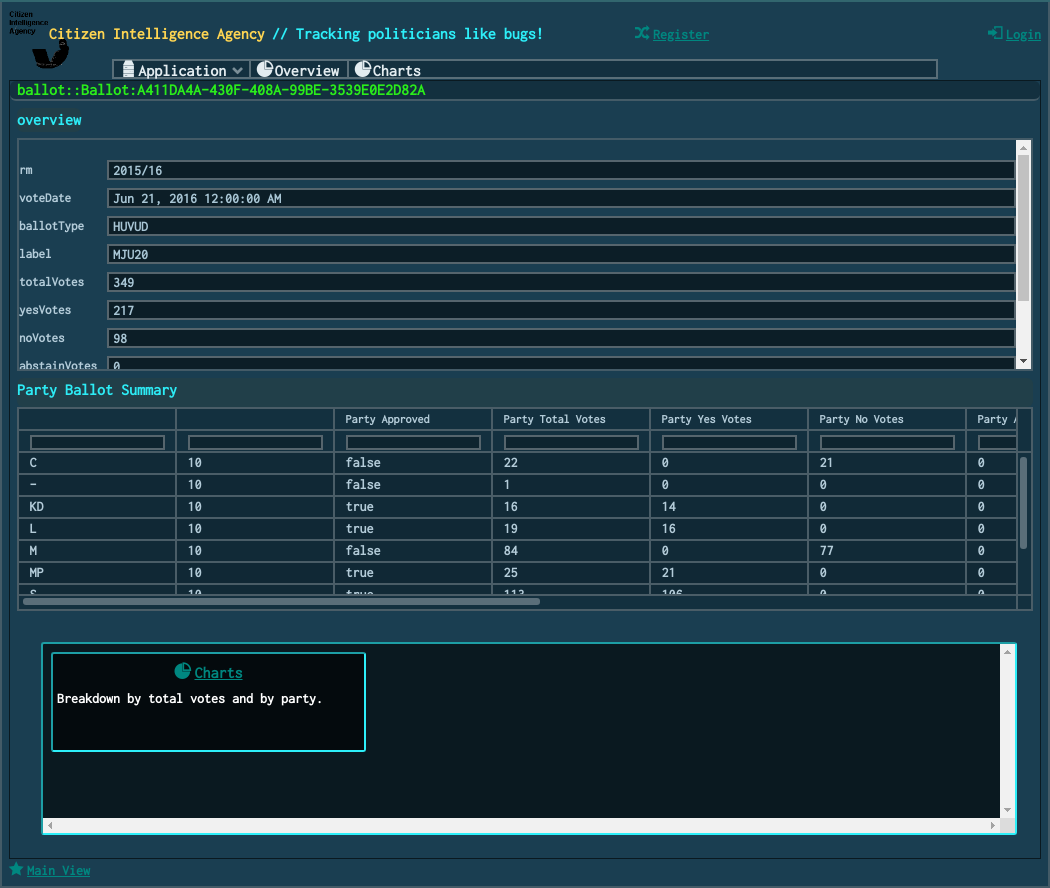 Citizen
Intelligence
Agency
Citizen Intelligence Agency // Tracking politicians like bugs!
Register
Login
Application Overview Charts
ballot::Ballot:A411DA4A-430F-408A-99BE-3539E0E2D82A
overview
rm 2015/16
voteDate Jun 21, 2016 12:00:00 AM
ballotType HUVUD
label MJU20
totalVotes 349
yesVotes 217
noVotes 98
abstainVotes 0
Party Ballot Summary
Party Approved Party Total Votes Party Yes Votes Party No Votes Party A
C 10 false 22 0 21 0
- 10 false 1 0 0 0
KD 10 true 16 14 0 0
L 10 true 19 16 0 0
M 10 false 84 0 77 0
MP 10 true 25 21 0 0
S 10 true 113 106 0 0
Charts
Breakdown by total votes and by party.
Main View